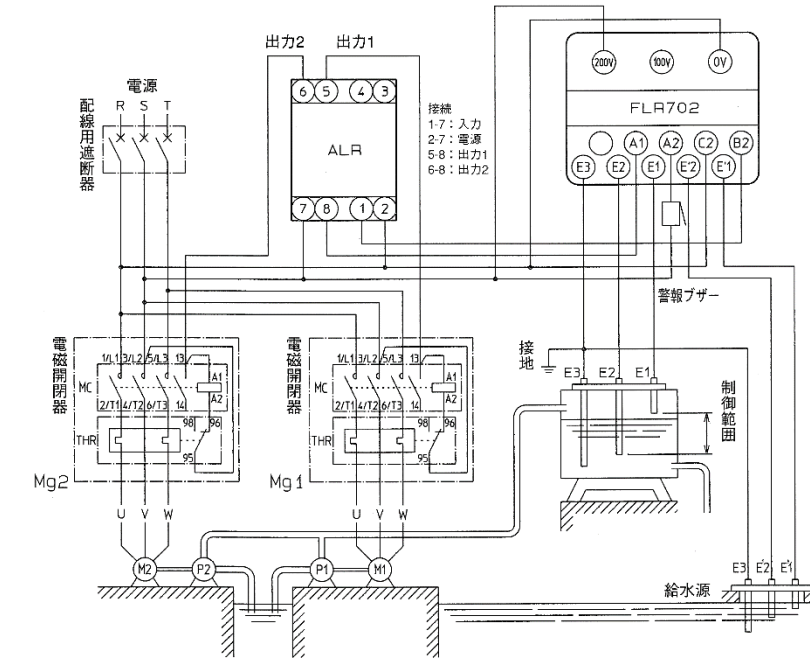 出力2 出力1
200V 100V 0V
FLR702
A1 A2 C2 B2
E3 E2 E1 E'2 E'1
6 5 4 3
ALR
7 8 1 2
接続
1-7：入力
2-7：電源
5-8：出力1
6-8：出力2
電源
R S T
配線用遮断器
警報ブザー
電磁開閉器
1/L1 3/L2 5/L3 13
MC
A1
A2
2/T1 4/T2 6/T3 14
98 96
THR
95
Mg2
U V W
M2 P2
電磁開閉器
1/L1 3/L2 5/L3 13
MC
A1
A2
2/T1 4/T2 6/T3 14
98 96
THR
95
Mg1
U V W
P1 M1
接地
E3 E2 E1
制御範囲
E3 E'2 E'1
給水源